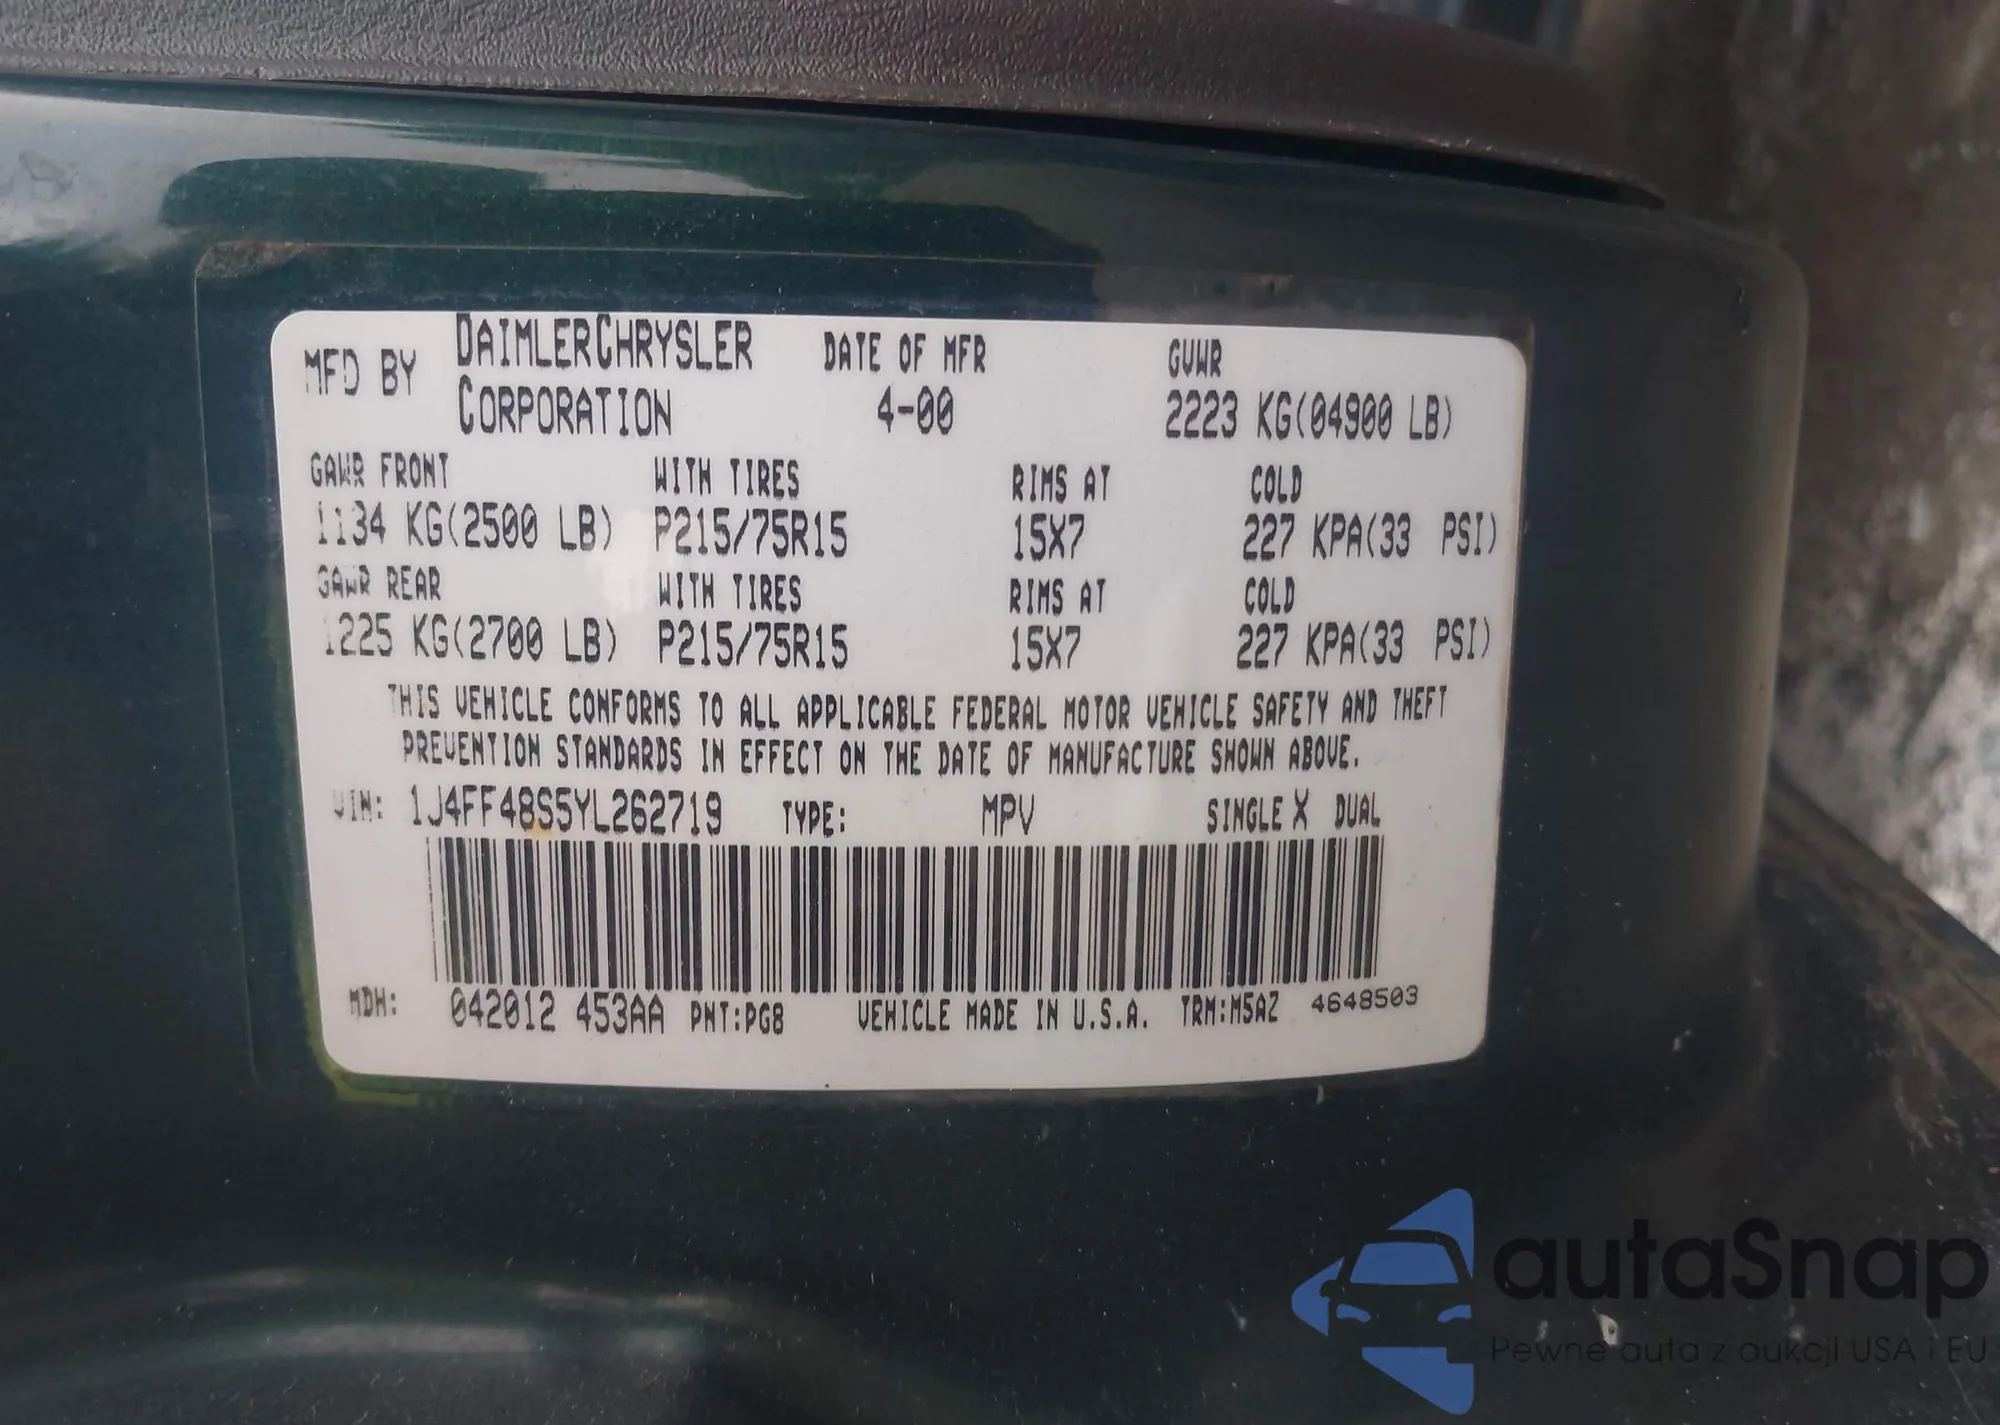 MFD BY DAIMLERCHRYSLER CORPORATION DATE OF MFR 4-00 GVWR 2223 KG(04900 LB)
GAWR FRONT WITH TIRES RIMS AT COLD
1134 KG(2500 LB) P215/75R15 15X7 227 KPA(33 PSI)
GAWR REAR WITH TIRES RIMS AT COLD
1225 KG(2700 LB) P215/75R15 15X7 227 KPA(33 PSI)
THIS VEHICLE CONFORMS TO ALL APPLICABLE FEDERAL MOTOR VEHICLE SAFETY AND THEFT
PREVENTION STANDARDS IN EFFECT ON THE DATE OF MANUFACTURE SHOWN ABOVE.
VIN: 1J4FF48S5YL262719 TYPE: MPV SINGLE X DUAL
MDH: 042012 453AA PNT:PG8 VEHICLE MADE IN U.S.A. TRM:M5AZ 4648503
autaSnap
Pewne auta z aukcji USA i EU